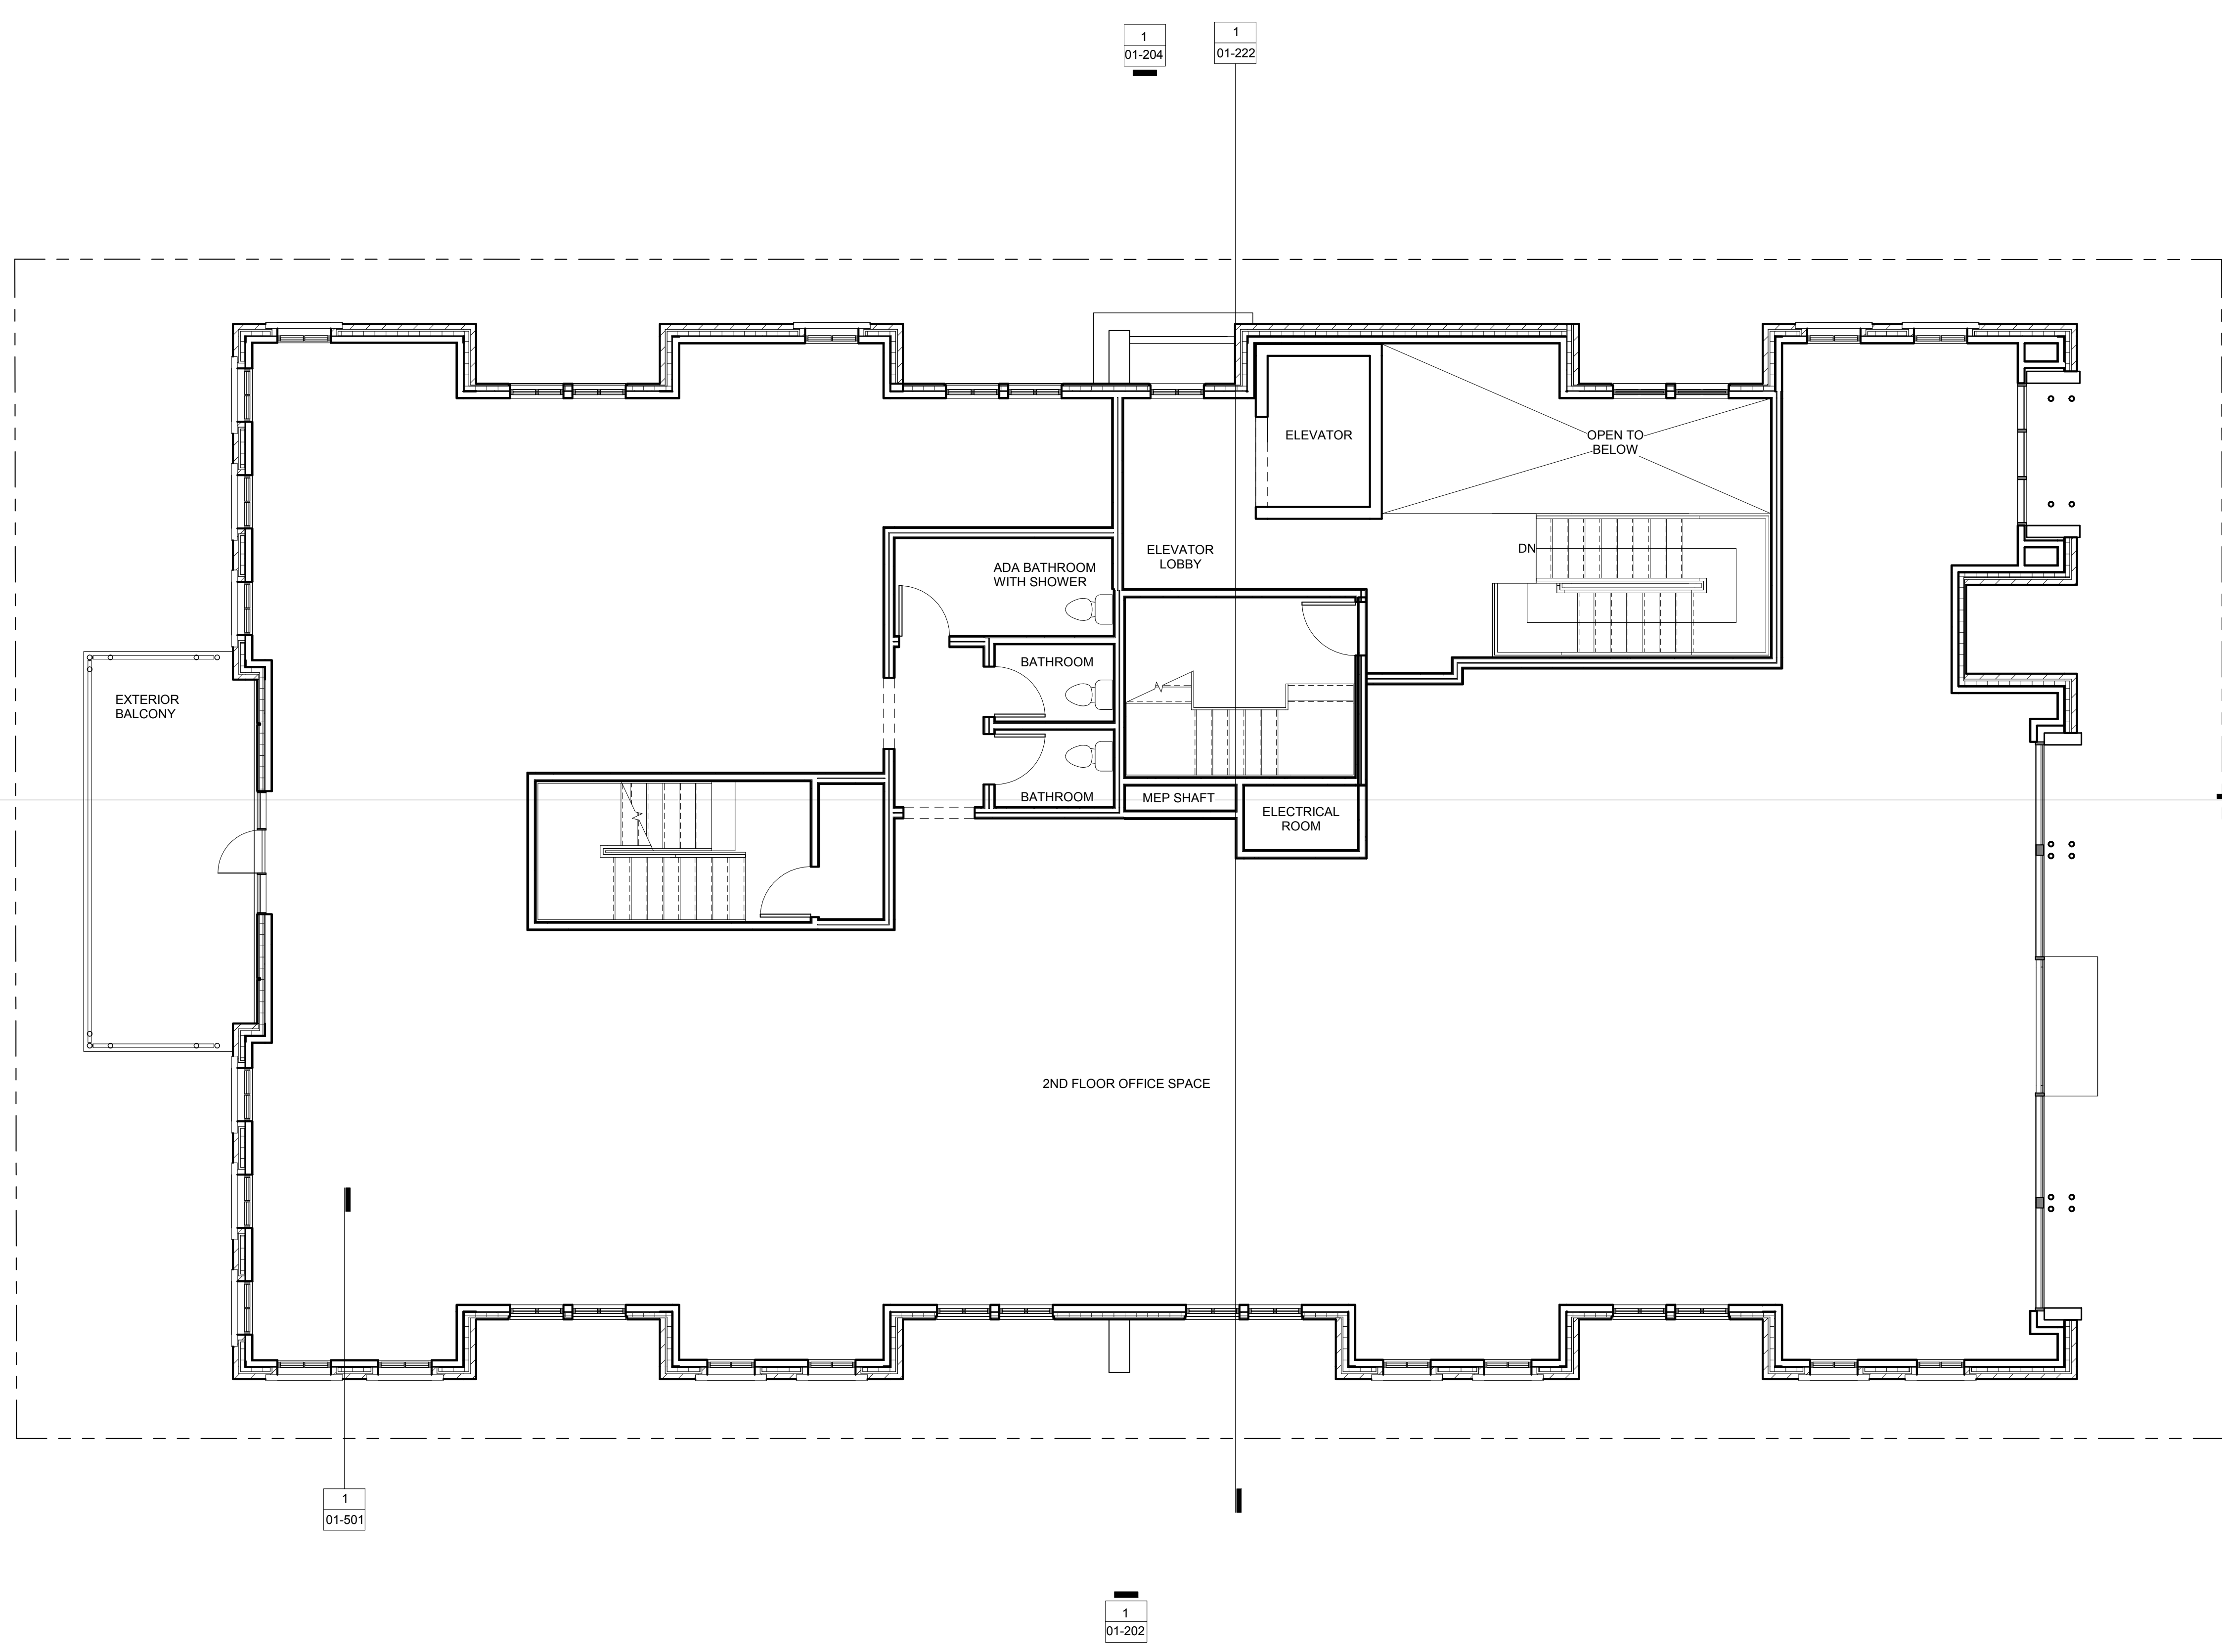 1
01-204
1
01-222
ELEVATOR
OPEN TO
BELOW
DN
ELEVATOR
LOBBY
ADA BATHROOM
WITH SHOWER
BATHROOM
EXTERIOR
BALCONY
BATHROOM
MEP SHAFT
ELECTRICAL
ROOM
2ND FLOOR OFFICE SPACE
1
01-501
1
01-202